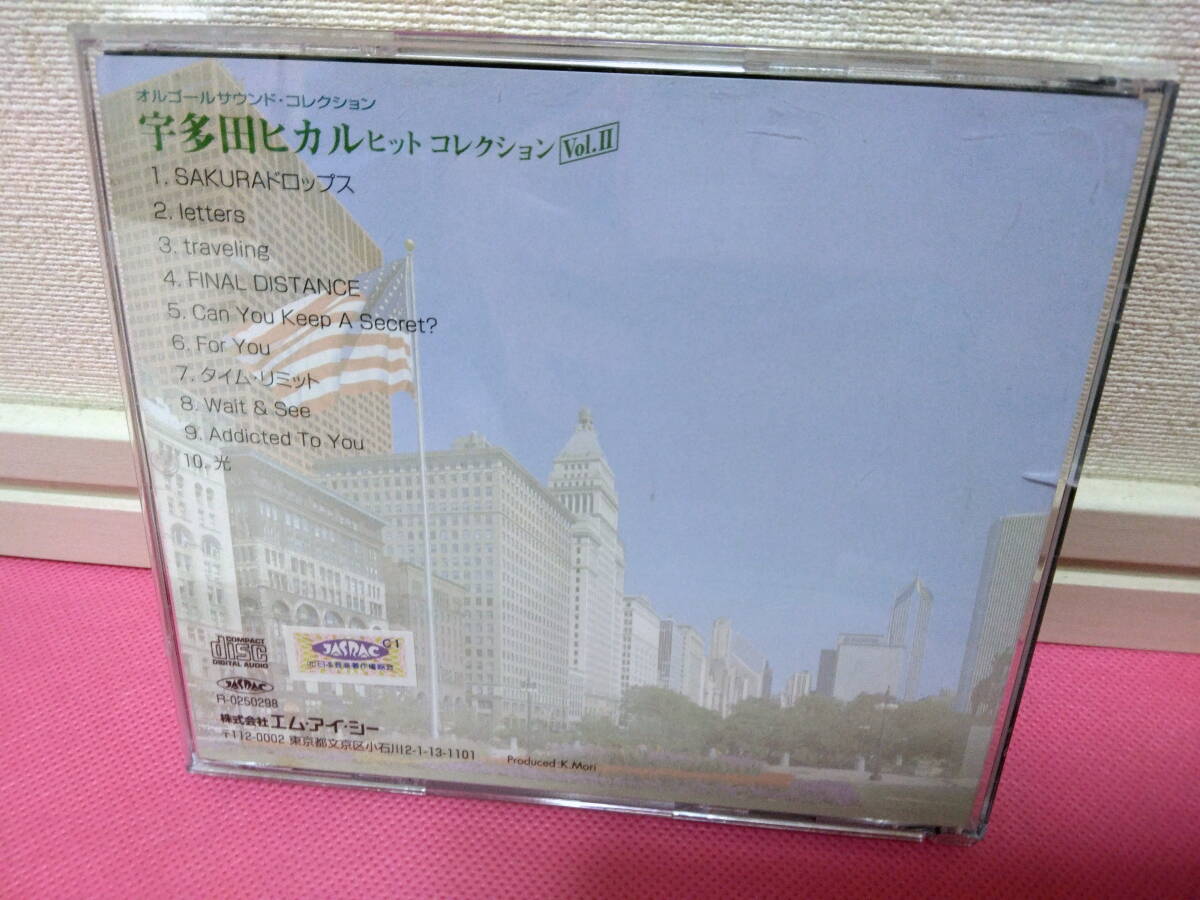 オルゴールサウンド・コレクション
宇多田ヒカル ヒット コレクション Vol.II
1. SAKURAドロップス
2. letters
3. traveling
4. FINAL DISTANCE
5. Can You Keep A Secret?
6. For You
7. タイム・リミット
8. Wait & See
9. Addicted To You
10. 光
COMPACT
disc
DIGITAL AUDIO
JASRAC C1
JASRAC
R-0250298
株式会社エム・アイ・シー
〒112-0002 東京都文京区小石川2-1-13-1101
Produced :K.Mori